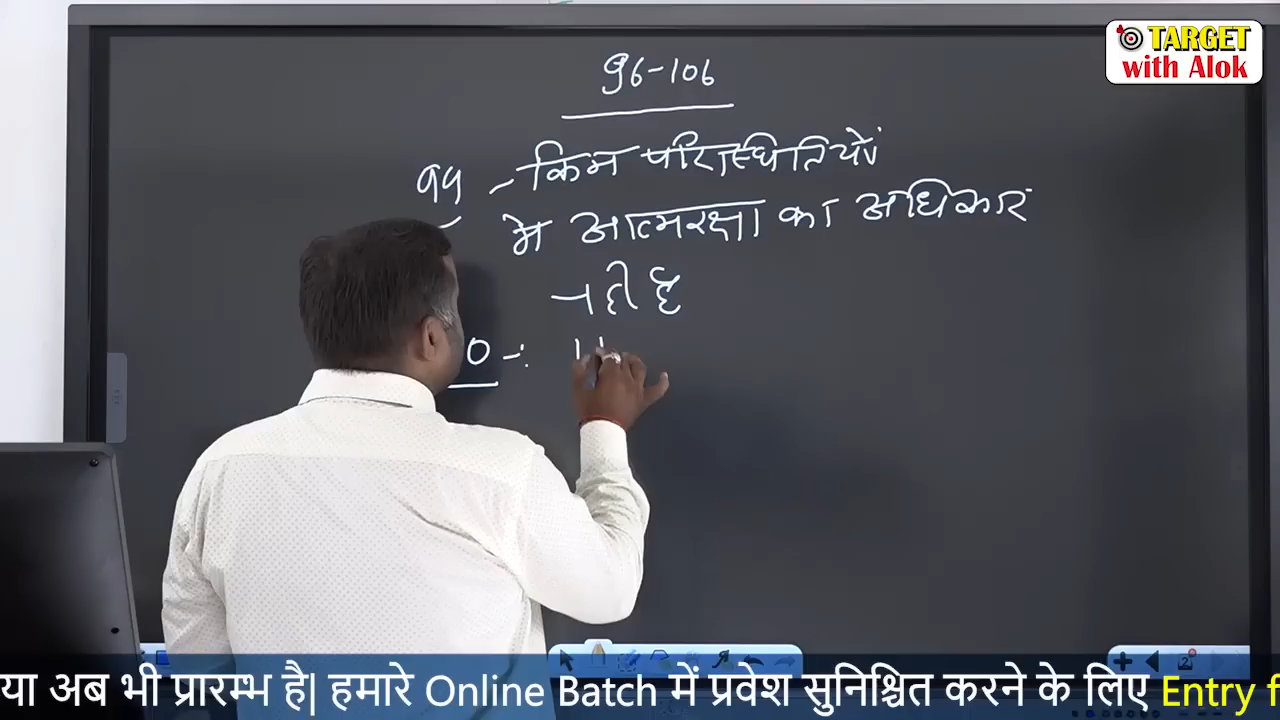 TARGET
with Alok
96-106
99 - किन परिस्थितियों
में आत्मरक्षा का अधिकार
नही है
0 -:
या अब भी प्रारम्भ है| हमारे Online Batch में प्रवेश सुनिश्चित करने के लिए Entry f